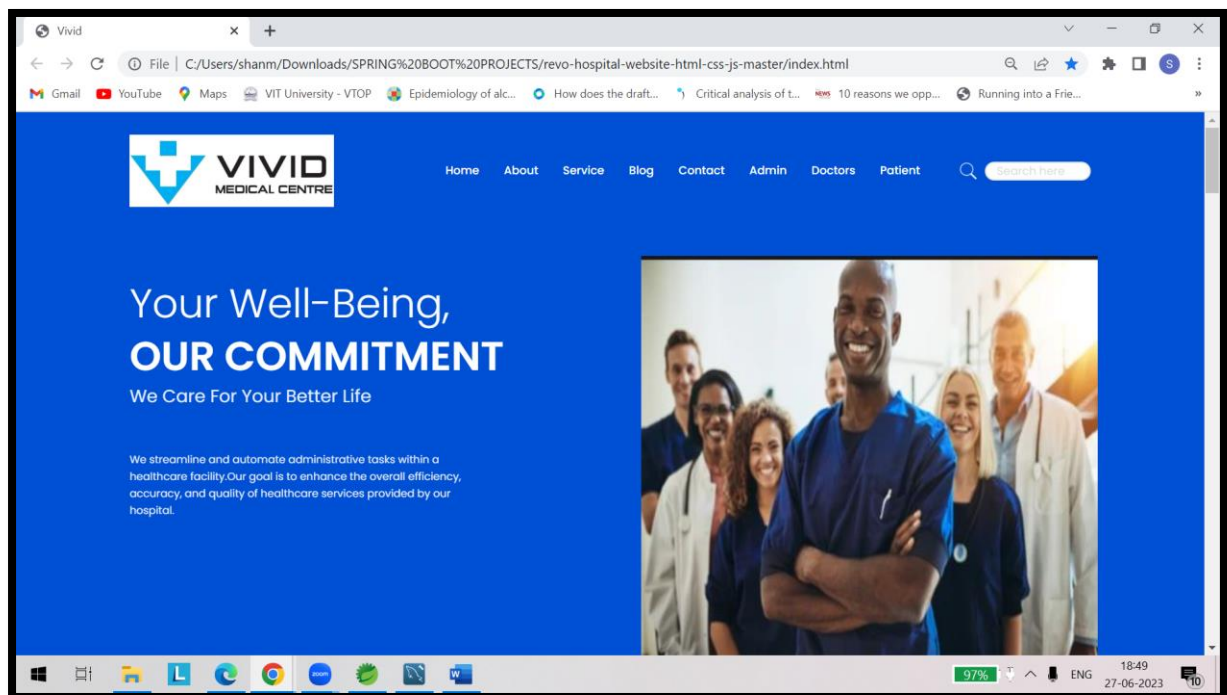 Vivid
File | C:/Users/shanm/Downloads/SPRING%20BOOT%20PROJECTS/revo-hospital-website-html-css-js-master/index.html
S
Gmail YouTube Maps VIT University - VTOP Epidemiology of alc... How does the draft... Critical analysis of t... NEWS 10 reasons we opp... Running into a Frie... »
VIVID
MEDICAL CENTRE
Home About Service Blog Contact Admin Doctors Patient Search here
Your Well-Being,
OUR COMMITMENT
We Care For Your Better Life
We streamline and automate administrative tasks within a
healthcare facility.Our goal is to enhance the overall efficiency,
accuracy, and quality of healthcare services provided by our
hospital.
L zoom W 97% ENG 18:49
27-06-2023 10